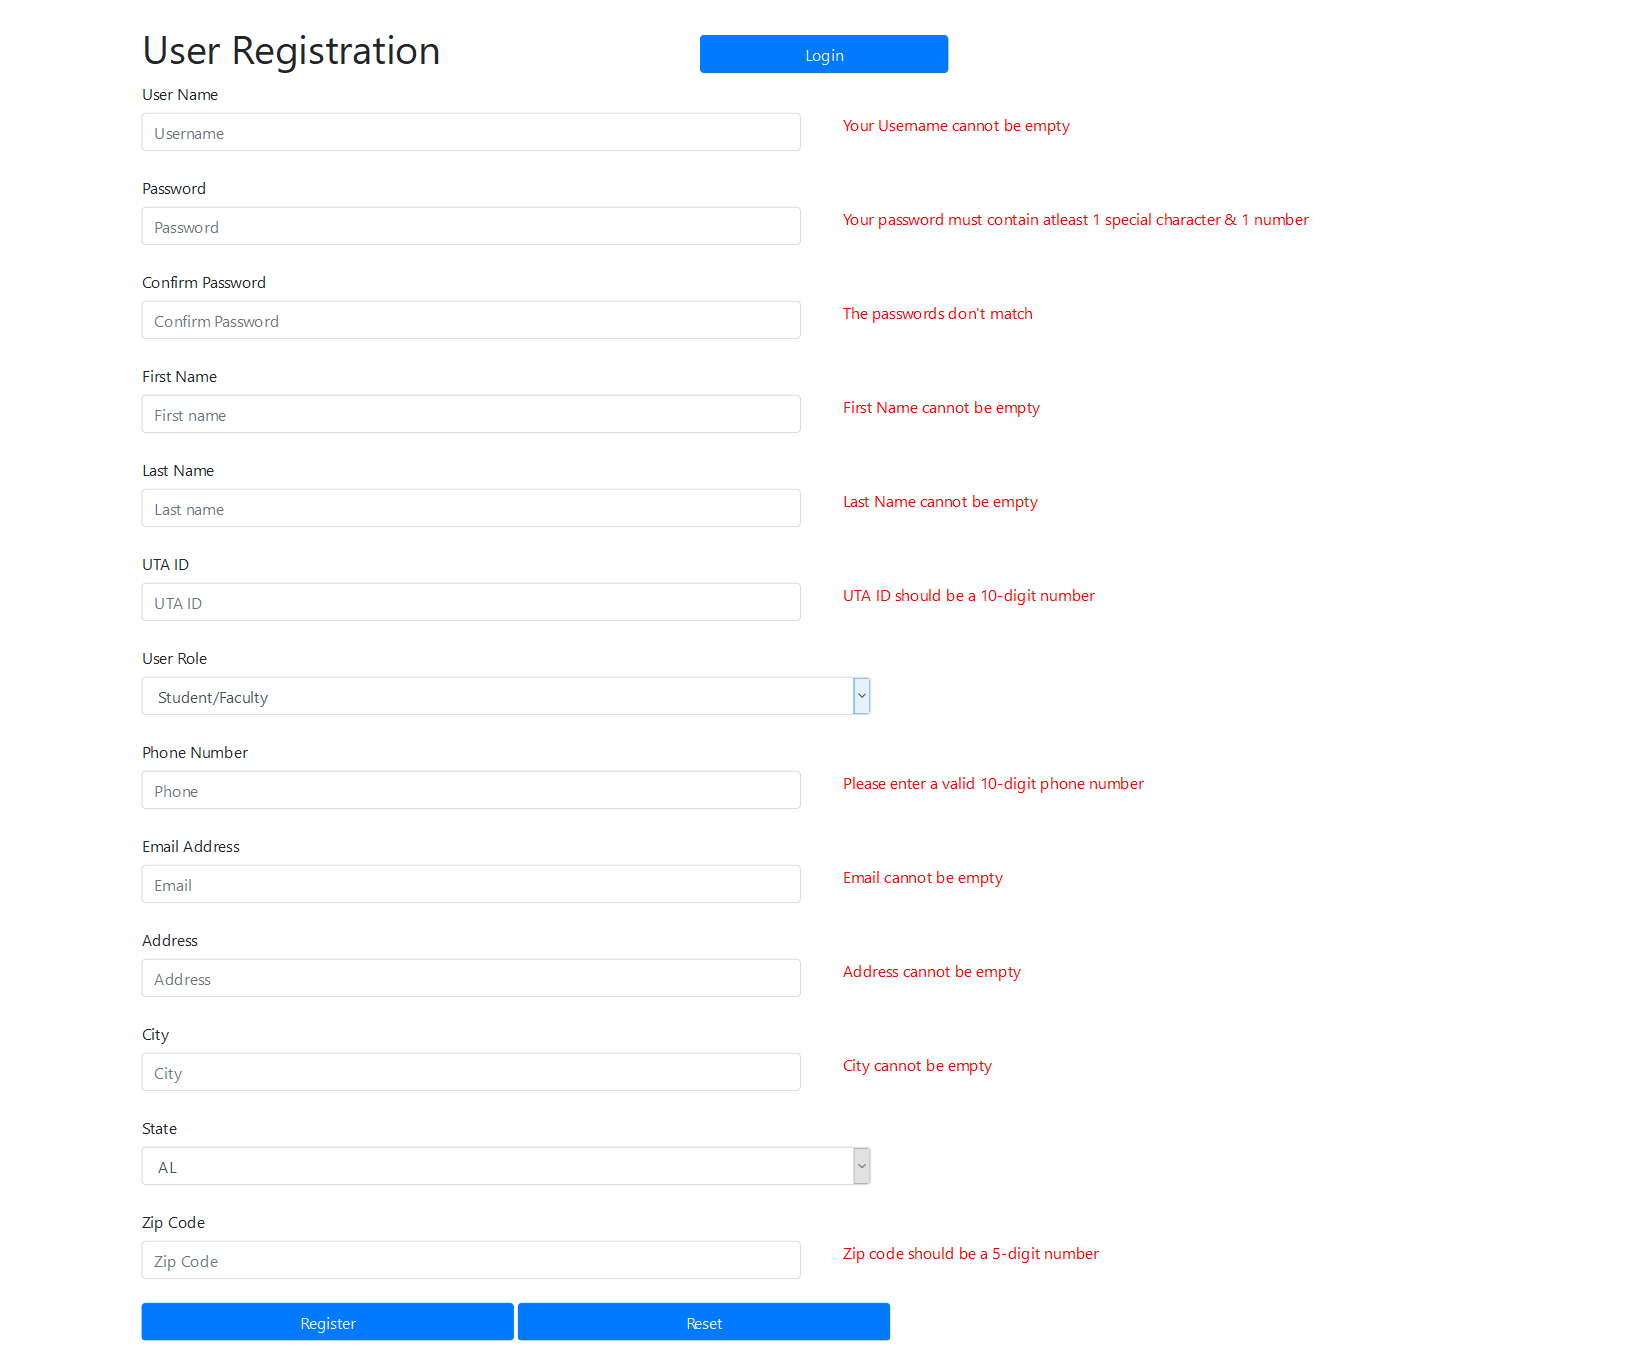 User Registration
Login
User Name
Username
Your Username cannot be empty
Password
Password
Your password must contain atleast 1 special character & 1 number
Confirm Password
Confirm Password
The passwords don't match
First Name
First name
First Name cannot be empty
Last Name
Last name
Last Name cannot be empty
UTA ID
UTA ID
UTA ID should be a 10-digit number
User Role
Student/Faculty
Phone Number
Phone
Please enter a valid 10-digit phone number
Email Address
Email
Email cannot be empty
Address
Address
Address cannot be empty
City
City
City cannot be empty
State
AL
Zip Code
Zip Code
Zip code should be a 5-digit number
Register
Reset